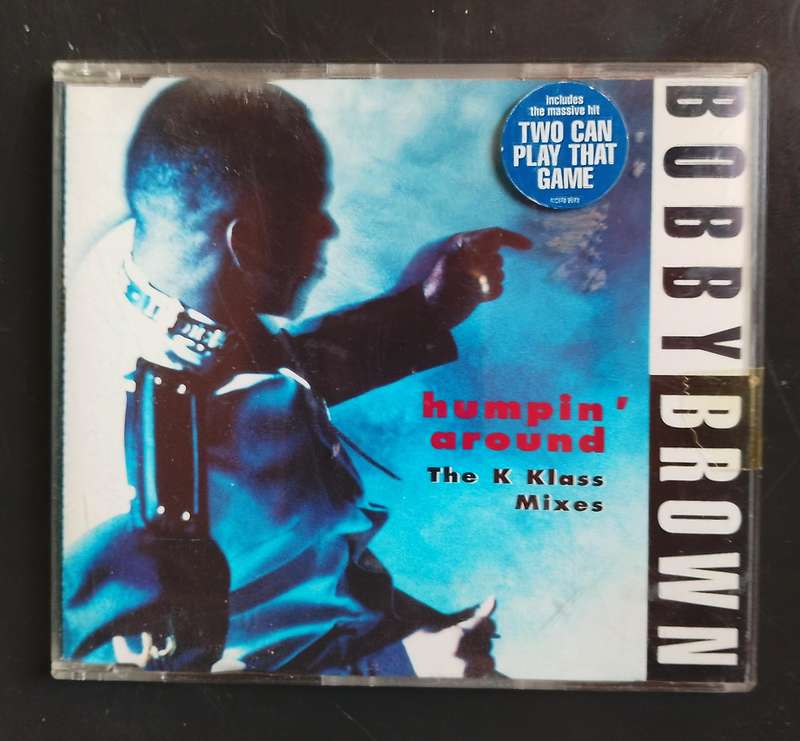 includes
the massive hit
TWO CAN
PLAY THAT
GAME
BOBBY BROWN
humpin'
around
The K Klass
Mixes